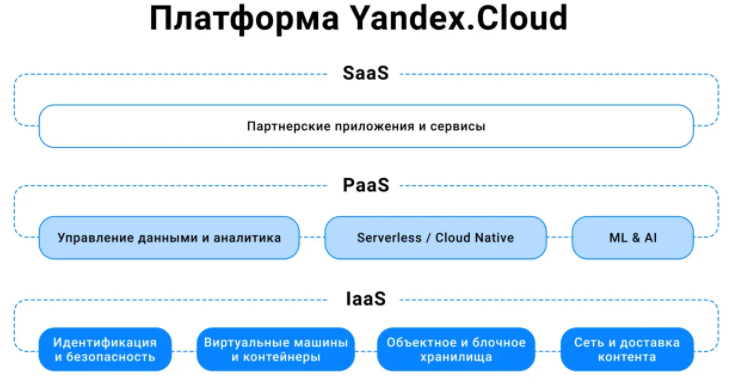 Платформа Yandex.Cloud
SaaS
Партнерские приложения и сервисы
PaaS
Управление данными и аналитика
Serverless / Cloud Native
ML & AI
IaaS
Идентификация
и безопасность
Виртуальные машины
и контейнеры
Объектное и блочное
хранилища
Сеть и доставка
контента